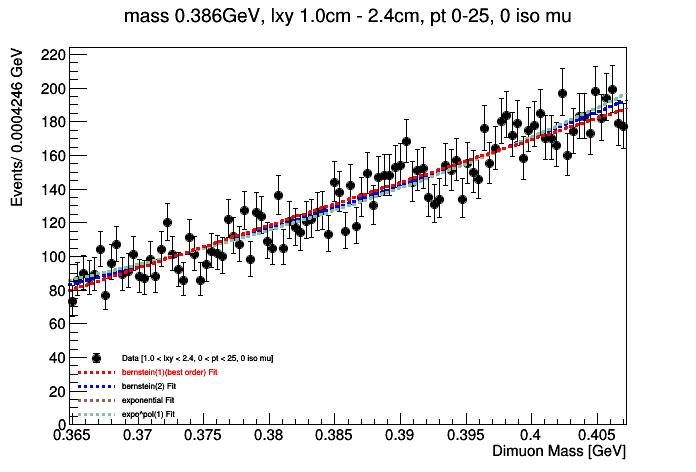 mass 0.386GeV, lxy 1.0cm - 2.4cm, pt 0-25, 0 iso mu
Events/ 0.0004246 GeV
220
200
180
160
140
120
100
80
60
40
20
0
Data [1.0 < lxy < 2.4, 0 < pt < 25, 0 iso mu]
bernstein(1)(best order) Fit
bernstein(2) Fit
exponential Fit
expo*pol(1) Fit
0.365 0.37 0.375 0.38 0.385 0.39 0.395 0.4 0.405
Dimuon Mass [GeV]